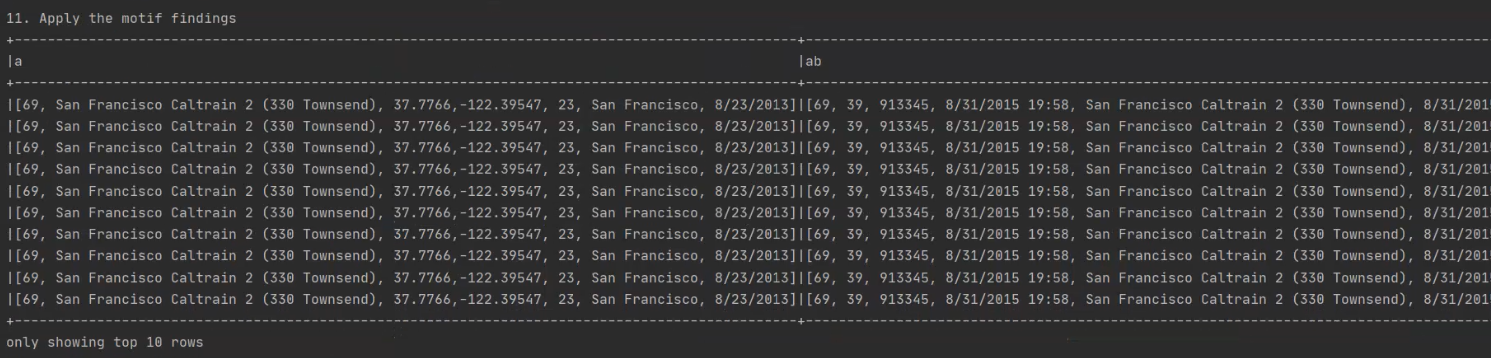 11. Apply the motif findings
+-----------------------------------------------------------------------------------------------+-----------------------------------------------------------------------------------
|a |ab
+-----------------------------------------------------------------------------------------------+-----------------------------------------------------------------------------------
|[69, San Francisco Caltrain 2 (330 Townsend), 37.7766,-122.39547, 23, San Francisco, 8/23/2013]|[69, 39, 913345, 8/31/2015 19:58, San Francisco Caltrain 2 (330 Townsend), 8/31/201
|[69, San Francisco Caltrain 2 (330 Townsend), 37.7766,-122.39547, 23, San Francisco, 8/23/2013]|[69, 39, 913345, 8/31/2015 19:58, San Francisco Caltrain 2 (330 Townsend), 8/31/201
|[69, San Francisco Caltrain 2 (330 Townsend), 37.7766,-122.39547, 23, San Francisco, 8/23/2013]|[69, 39, 913345, 8/31/2015 19:58, San Francisco Caltrain 2 (330 Townsend), 8/31/201
|[69, San Francisco Caltrain 2 (330 Townsend), 37.7766,-122.39547, 23, San Francisco, 8/23/2013]|[69, 39, 913345, 8/31/2015 19:58, San Francisco Caltrain 2 (330 Townsend), 8/31/201
|[69, San Francisco Caltrain 2 (330 Townsend), 37.7766,-122.39547, 23, San Francisco, 8/23/2013]|[69, 39, 913345, 8/31/2015 19:58, San Francisco Caltrain 2 (330 Townsend), 8/31/201
|[69, San Francisco Caltrain 2 (330 Townsend), 37.7766,-122.39547, 23, San Francisco, 8/23/2013]|[69, 39, 913345, 8/31/2015 19:58, San Francisco Caltrain 2 (330 Townsend), 8/31/201
|[69, San Francisco Caltrain 2 (330 Townsend), 37.7766,-122.39547, 23, San Francisco, 8/23/2013]|[69, 39, 913345, 8/31/2015 19:58, San Francisco Caltrain 2 (330 Townsend), 8/31/201
|[69, San Francisco Caltrain 2 (330 Townsend), 37.7766,-122.39547, 23, San Francisco, 8/23/2013]|[69, 39, 913345, 8/31/2015 19:58, San Francisco Caltrain 2 (330 Townsend), 8/31/201
|[69, San Francisco Caltrain 2 (330 Townsend), 37.7766,-122.39547, 23, San Francisco, 8/23/2013]|[69, 39, 913345, 8/31/2015 19:58, San Francisco Caltrain 2 (330 Townsend), 8/31/201
|[69, San Francisco Caltrain 2 (330 Townsend), 37.7766,-122.39547, 23, San Francisco, 8/23/2013]|[69, 39, 913345, 8/31/2015 19:58, San Francisco Caltrain 2 (330 Townsend), 8/31/201
+-----------------------------------------------------------------------------------------------+-----------------------------------------------------------------------------------
only showing top 10 rows